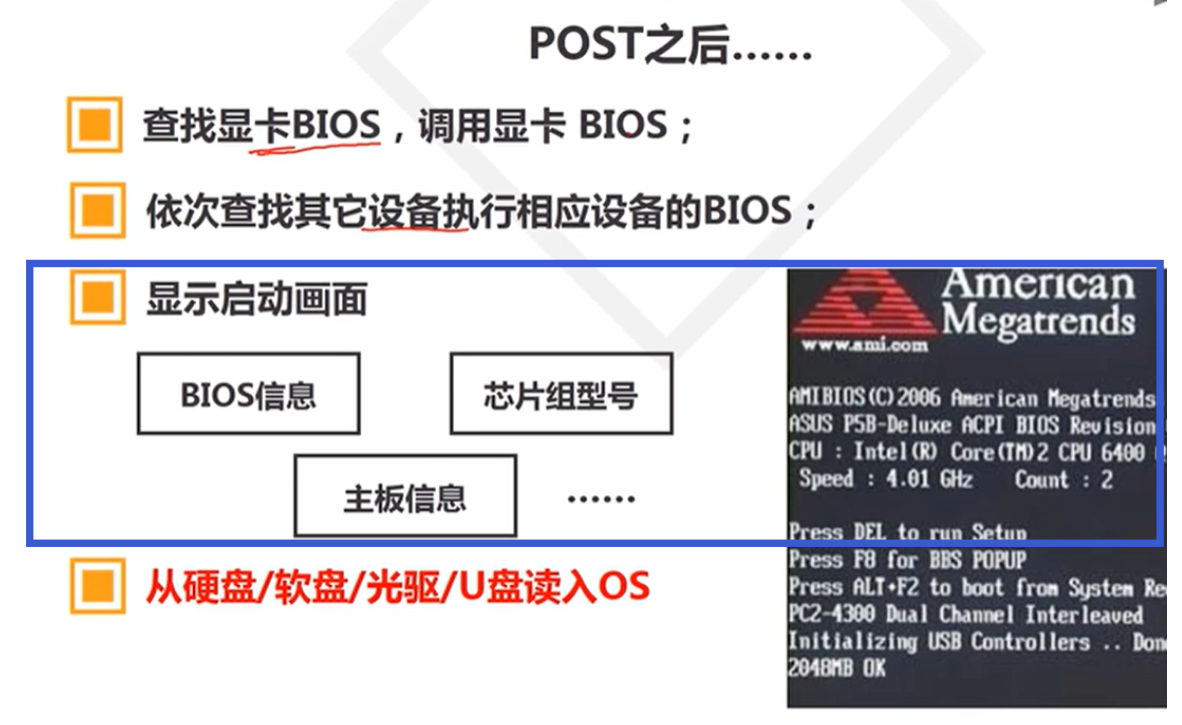 POST之后……
查找显卡BIOS，调用显卡 BIOS；
依次查找其它设备执行相应设备的BIOS；
显示启动画面
BIOS信息
芯片组型号
主板信息
……
从硬盘/软盘/光驱/U盘读入OS
American
Megatrends
www.ami.com
AMIBIOS(C)2006 American Megatrends
ASUS P5B-Deluxe ACPI BIOS Revision
CPU : Intel(R) Core(TM)2 CPU 6400
Speed : 4.01 GHz Count : 2
Press DEL to run Setup
Press F8 for BBS POPUP
Press ALT+F2 to boot from System
PC2-4300 Dual Channel Interleaved
Initializing USB Controllers ..
2048MB OK